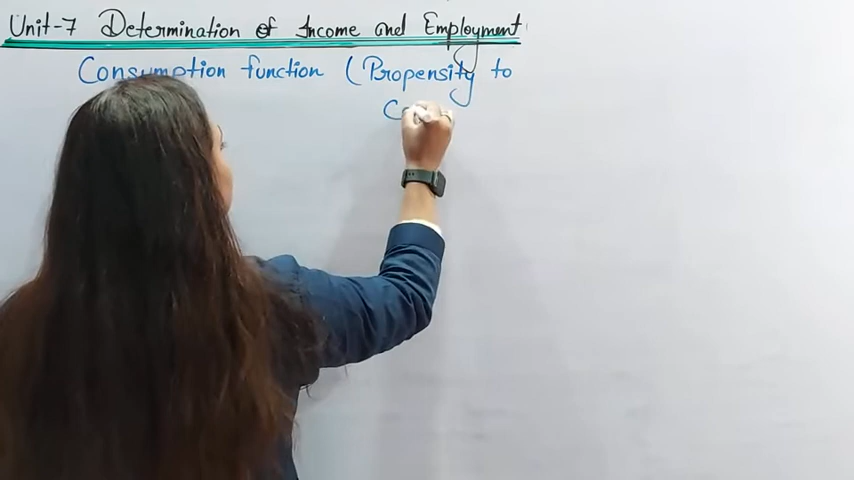 Unit-7 Determination of Income and Employment
Consumption function (Propensity to